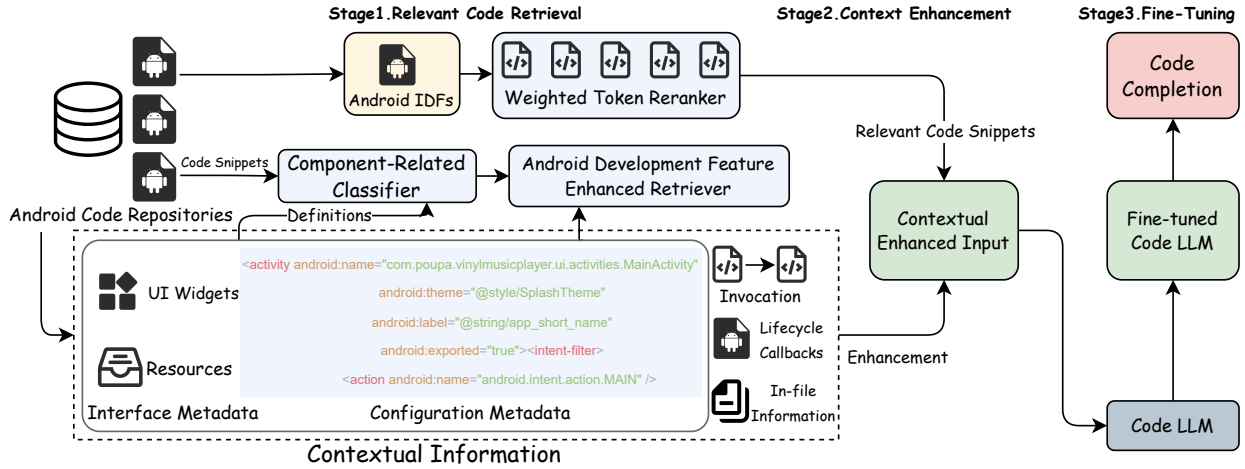 Stage1.Relevant Code Retrieval
Stage2.Context Enhancement
Stage3.Fine-Tuning
Android IDFs
Weighted Token Reranker
Code
Completion
Relevant Code Snippets
Code Snippets
Component-Related
Classifier
Android Development Feature
Enhanced Retriever
Android Code Repositories
Definitions
Contextual
Enhanced Input
Fine-tuned
Code LLM
UI Widgets
Resources
Interface Metadata
<activity android:name="com.poupa.vinylmusicplayer.ui.activities.MainActivity"
android:theme="@style/SplashTheme"
android:label="@string/app_short_name"
android:exported="true"><intent-filter>
<action android:name="android.intent.action.MAIN" />
Configuration Metadata
Invocation
Lifecycle
Callbacks
In-file
Information
Enhancement
Code LLM
Contextual Information